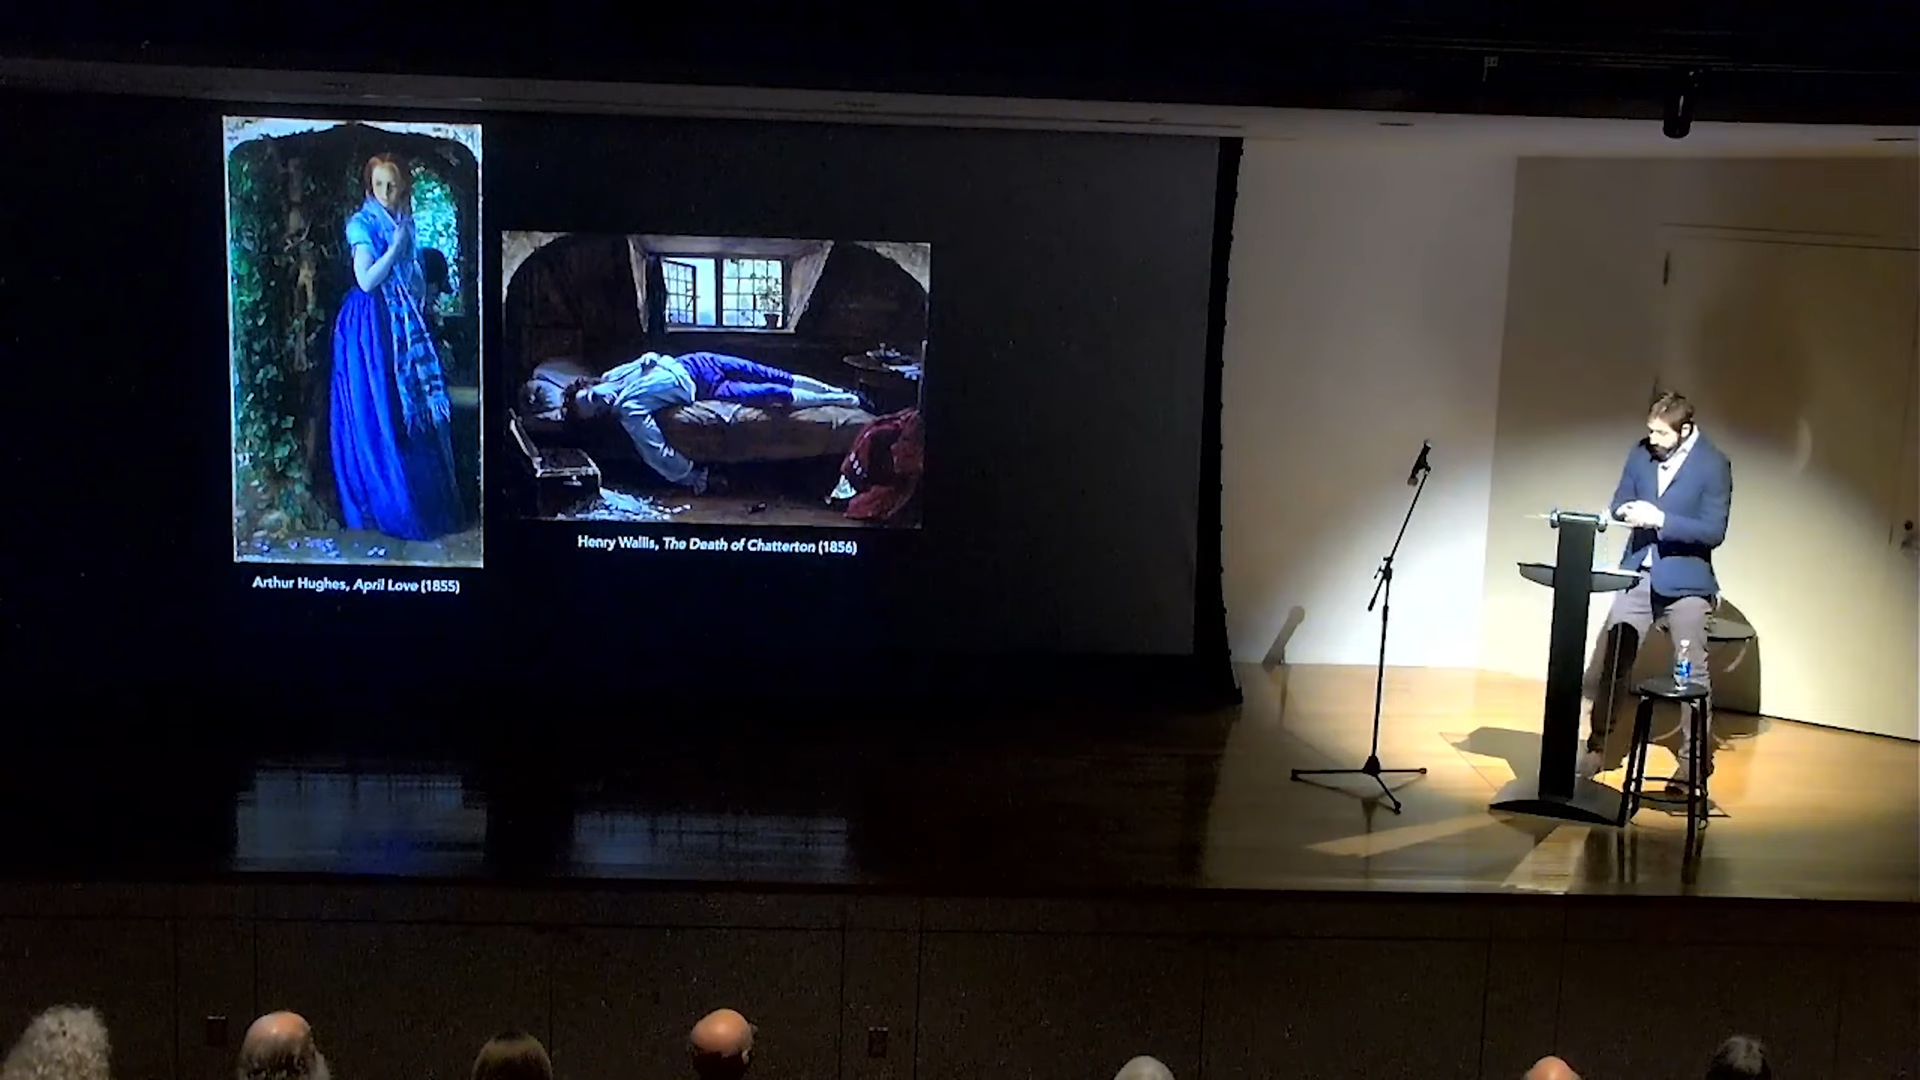 Henry Wallis, The Death of Chatterton (1856)
Arthur Hughes, April Love (1855)